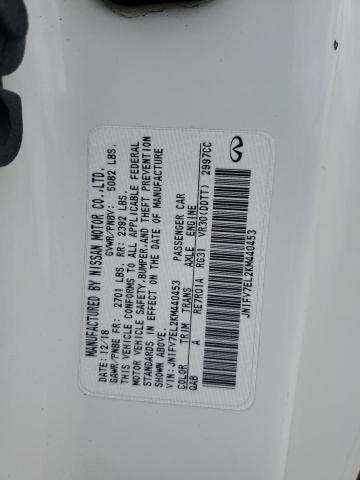 MANUFACTURED BY NISSAN MOTOR CO.,LTD.
DATE: 12/18 GVWR/PNBV: 5082 LBS.
GAWR/PNBE FR: 2701 LBS. RR: 2392 LBS.
THIS VEHICLE CONFORMS TO ALL APPLICABLE FEDERAL
MOTOR VEHICLE SAFETY,BUMPER,AND THEFT PREVENTION
STANDARDS IN EFFECT ON THE DATE OF MANUFACTURE
SHOWN ABOVE.
VIN: JN1FV7EL2KM440453 PASSENGER CAR
COLOR TRIM TRANS AXLE ENGINE
QAB A RE7R01A RG31 VR30(DDTT) 2997CC
JN1FV7EL2KM440453